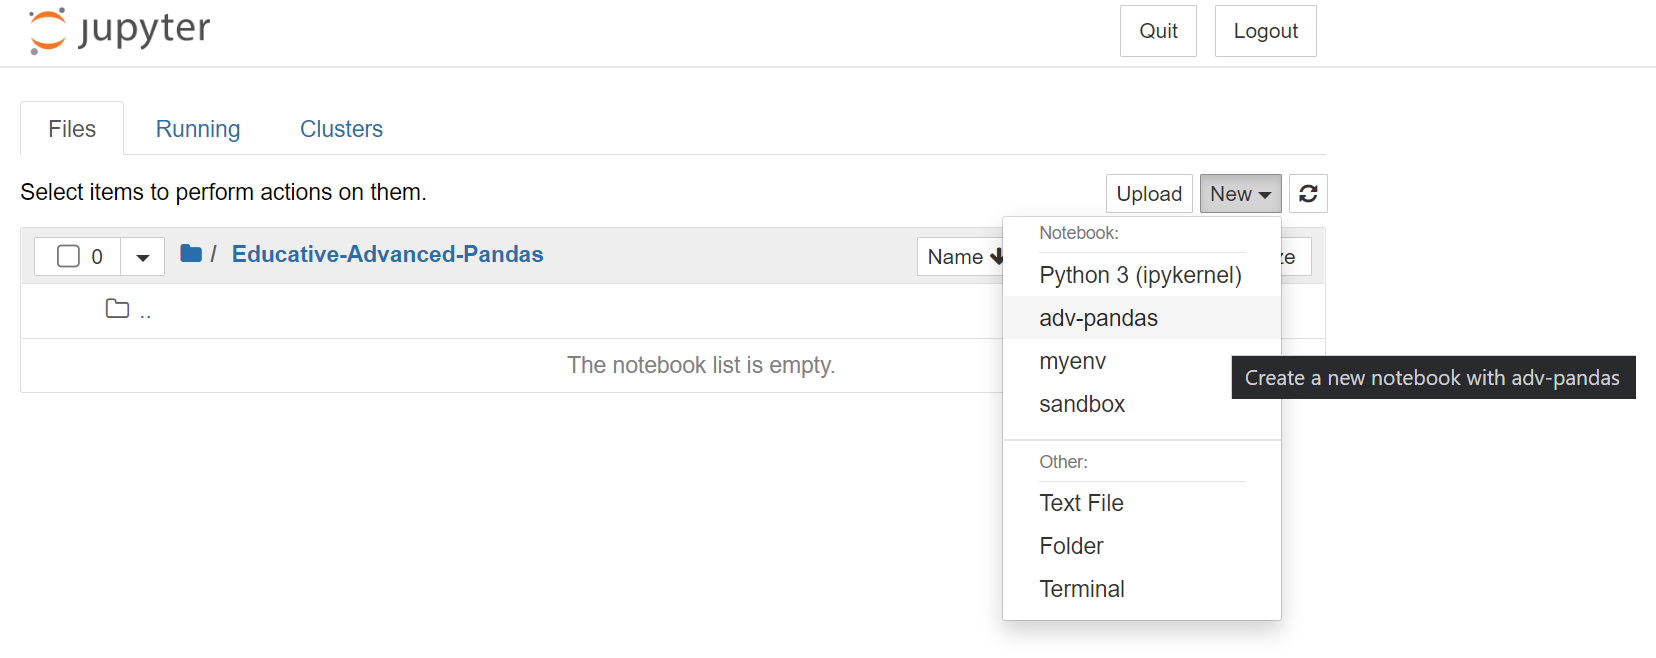 jupyter
Quit
Logout
Files
Running
Clusters
Select items to perform actions on them.
Upload
New
0
/ Educative-Advanced-Pandas
Name
ze
..
The notebook list is empty.
Notebook:
Python 3 (ipykernel)
adv-pandas
myenv
sandbox
Create a new notebook with adv-pandas
Other:
Text File
Folder
Terminal